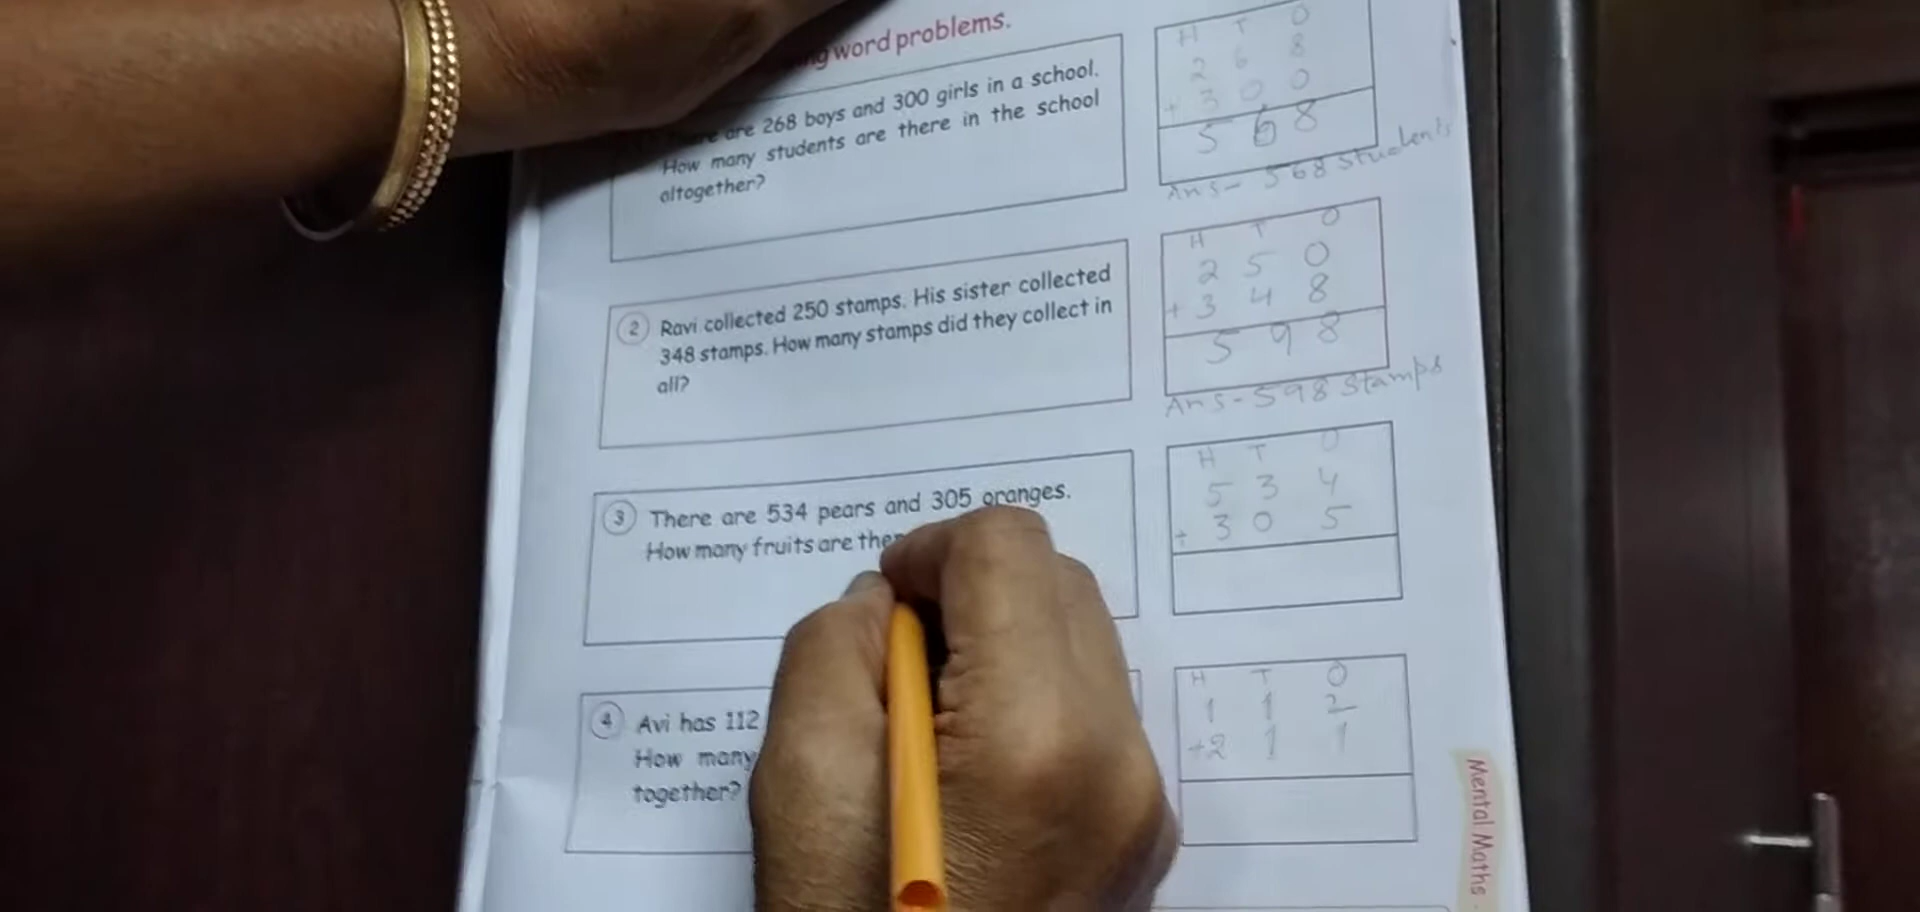 word problems.
are 268 boys and 300 girls in a school.
How many students are there in the school
altogether?
H T O
2 6 8
+ 3 0 0
5 6 8
Ans- 568 Students
2 Ravi collected 250 stamps. His sister collected
348 stamps. How many stamps did they collect in
all?
H T O
2 5 0
+ 3 4 8
5 9 8
Ans- 598 Stamps
3 There are 534 pears and 305 oranges.
How many fruits are
H T O
5 3 4
+ 3 0 5
4 Avi has 112
How many
together?
H T O
1 1 2
+2 1 1
Mental Maths